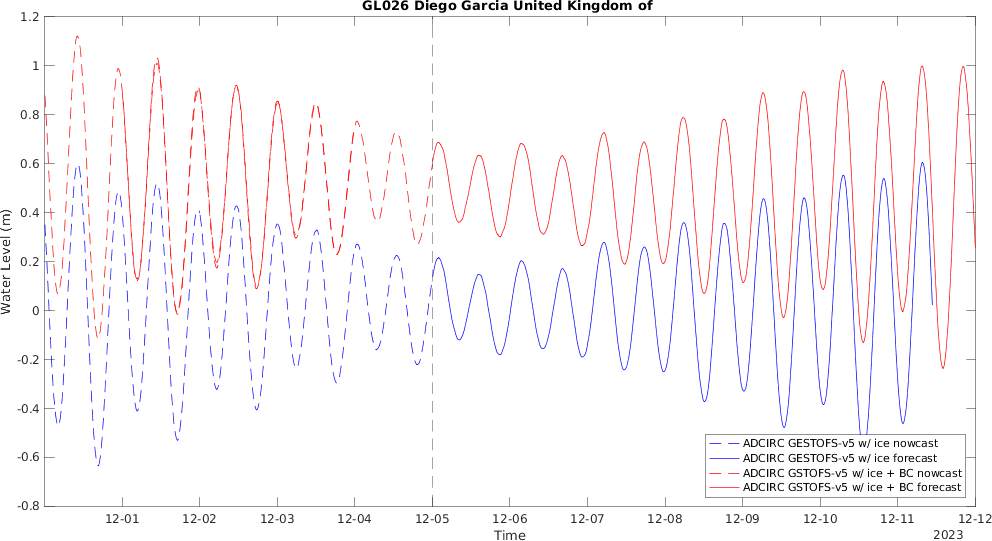 GL026 Diego Garcia United Kingdom of
1.2
1
0.8
0.6
0.4
0.2
0
-0.2
-0.4
-0.6
-0.8
Water Level (m)
ADCIRC GESTOFS-v5 w/ ice nowcast
ADCIRC GESTOFS-v5 w/ ice forecast
ADCIRC GSTOFS-v5 w/ ice + BC nowcast
ADCIRC GSTOFS-v5 w/ ice + BC forecast
12-01 12-02 12-03 12-04 12-05 12-06 12-07 12-08 12-09 12-10 12-11 12-12
Time
2023